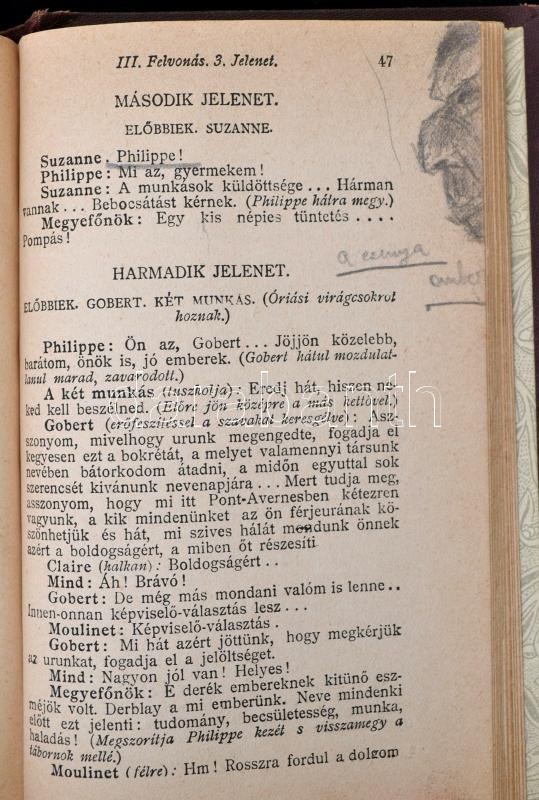 III. Felvonás. 3. Jelenet. 47
MÁSODIK JELENET.
ELŐBBIEK. SUZANNE.
Suzanne. Philippe!
Philippe: Mi az, gyermekem!
Suzanne: A munkások küldöttsége... Hárman
vannak... Bebocsátást kérnek. (Philippe hátra megy.)
Megyefőnök: Egy kis népies tüntetés ....
Pompás!
a csunya
HARMADIK JELENET.
ELŐBBIEK. GOBERT. KÉT MUNKÁS. (Óriási virágcsokrot
hoznak.)
Philippe: Ön az, Gobert... Jöjjön közelebb,
barátom, önök is, jó emberek. (Gobert hátul mozdulat-
lanul marad, zavarodott.)
A két munkás (tuszkolja): Eredj hát, hiszen ne-
ked kell beszélned. (Előre jön középre a más kettővel.)
Gobert (erőfeszítéssel a szavakat keresgélve): Asz-
szonyom, mivelhogy urunk megengedte, fogadja el
kegyesen ezt a bokrétát, a melyet valamennyi társunk
nevében bátorkodom átadni, a midőn egyuttal sok
szerencsét kivánunk nevenapjára... Mert tudja meg,
asszonyom, hogy mi itt Pont-Avernesben kétezren
vagyunk, a kik mindenünket az ön férjeurának kö-
szönhetjük és hát, mi szives hálát mondunk önnek
azért a boldogságért, a miben őt részesíti
Claire (halkan): Boldogságért..
Mind: Áh! Brávó!
Gobert: De még más mondani valóm is lenne..
Innen-onnan képviselő-választás lesz...
Moulinet: Képviselő-választás.
Gobert: Mi hát azért jöttünk, hogy megkérjük
az urunkat, fogadja el a jelöltséget.
Mind: Nagyon jól van! Helyes!
Megyefőnök: E derék embereknek kitünő esz-
méjök volt. Derblay a mi emberünk. Neve mindenki
előtt ezt jelenti: tudomány, becsületesség, munka,
haladás! (Megszorítja Philippe kezét s visszamegy a
tábornok mellé.)
Moulinet (félre): Hm! Rosszra fordul a dolgom